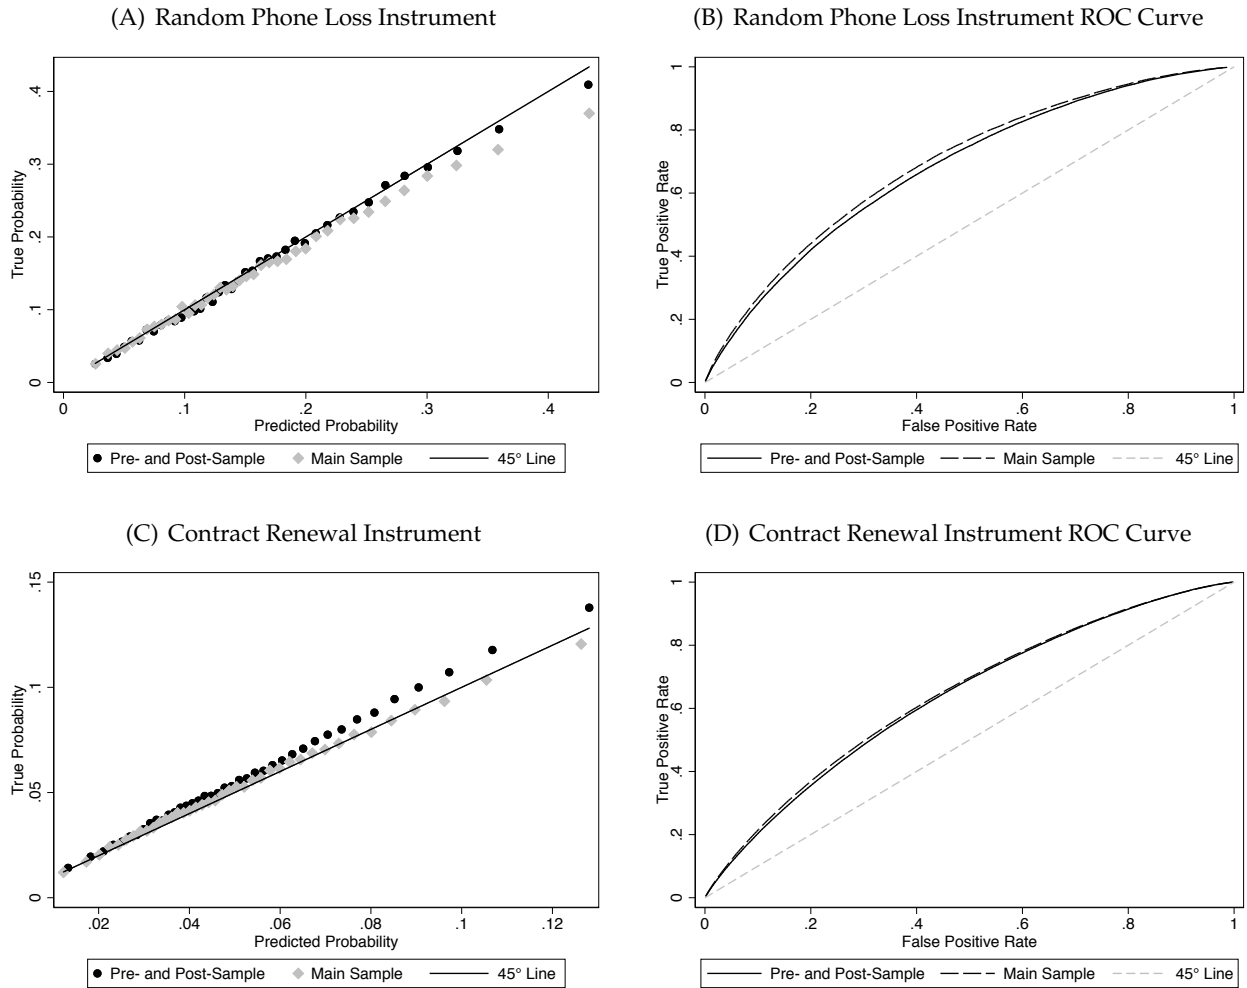 (A) Random Phone Loss Instrument
True Probability
.4
.3
.2
.1
0
0 .1 .2 .3 .4
Predicted Probability
Pre- and Post-Sample Main Sample 45° Line
(B) Random Phone Loss Instrument ROC Curve
True Positive Rate
1
.8
.6
.4
.2
0
0 .2 .4 .6 .8 1
False Positive Rate
Pre- and Post-Sample Main Sample 45° Line
(C) Contract Renewal Instrument
True Probability
.15
.1
.05
0
.02 .04 .06 .08 .1 .12
Predicted Probability
Pre- and Post-Sample Main Sample 45° Line
(D) Contract Renewal Instrument ROC Curve
True Positive Rate
1
.8
.6
.4
.2
0
0 .2 .4 .6 .8 1
False Positive Rate
Pre- and Post-Sample Main Sample 45° Line